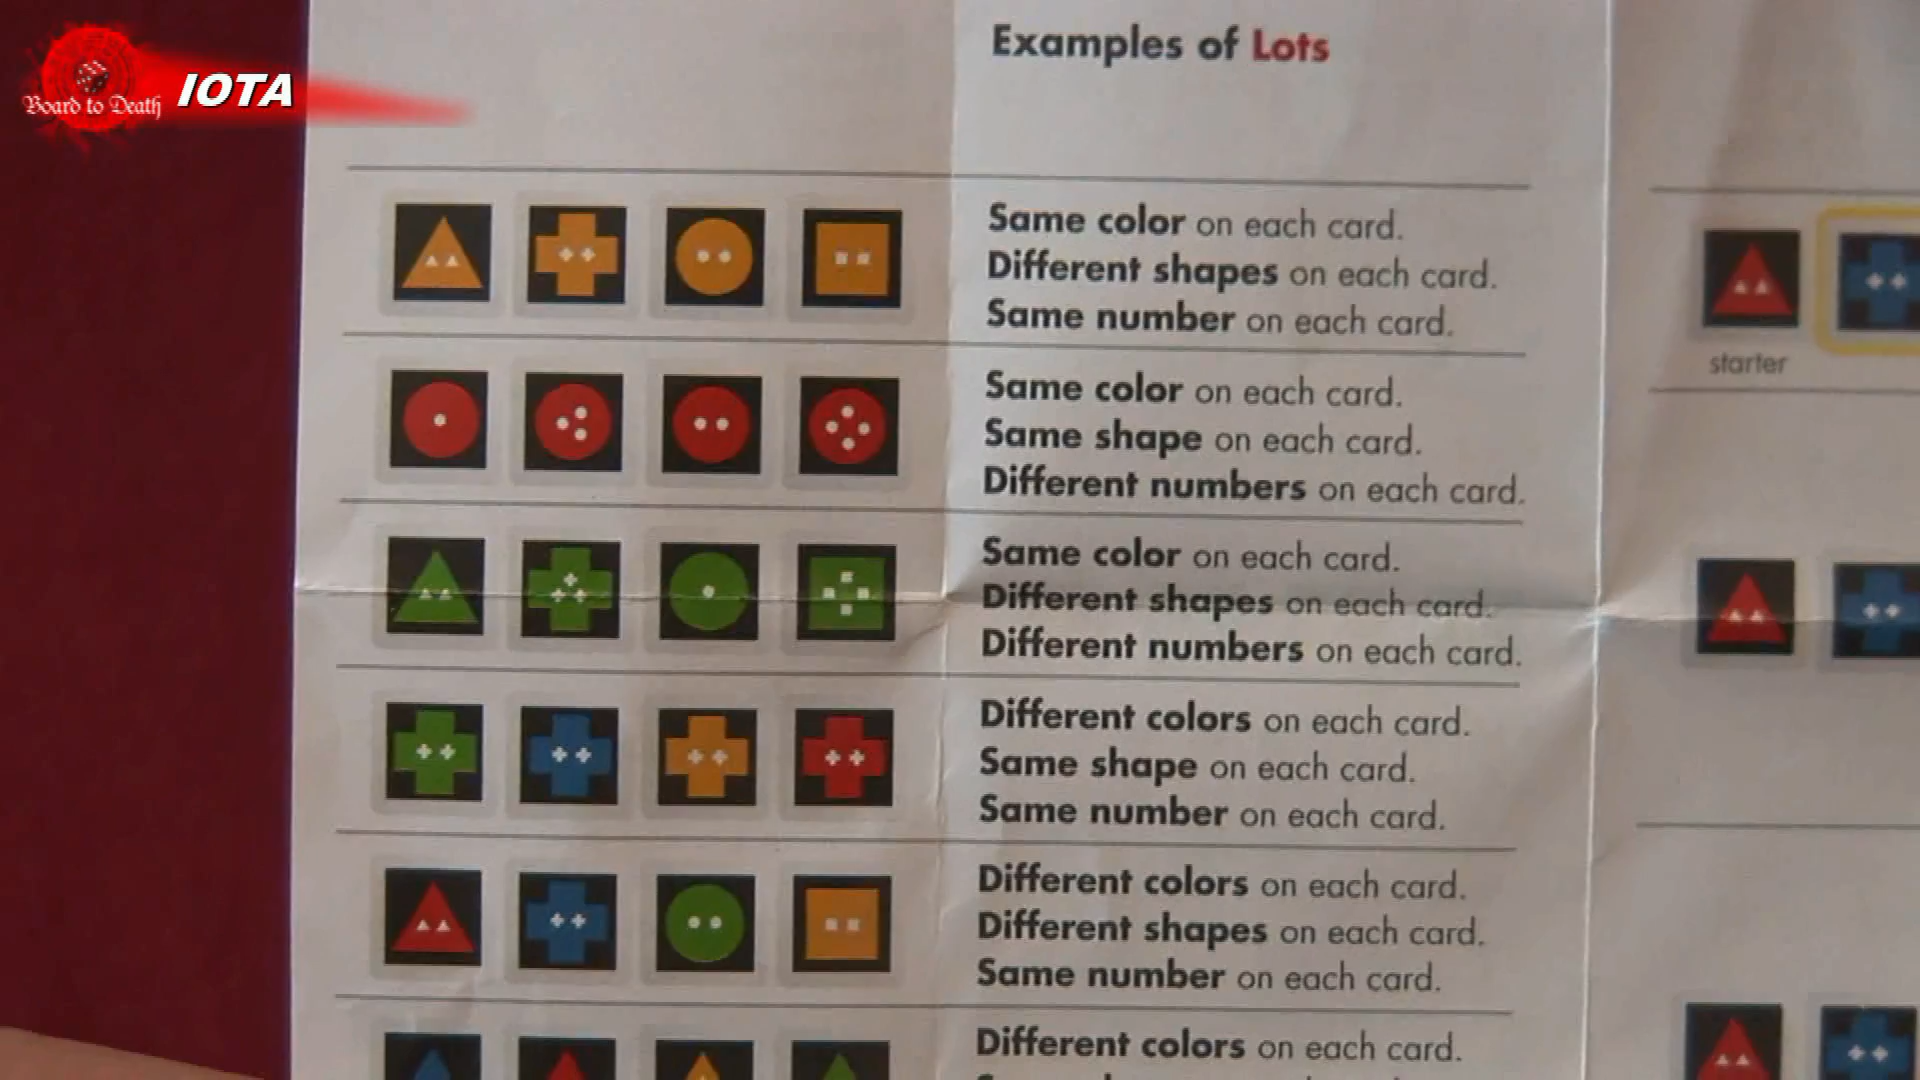 Board to Death
IOTA
Examples of Lots
Same color on each card.
Different shapes on each card.
Same number on each card.
Same color on each card.
Same shape on each card.
Different numbers on each card.
Same color on each card.
Different shapes on each card.
Different numbers on each card.
Different colors on each card.
Same shape on each card.
Same number on each card.
Different colors on each card.
Different shapes on each card.
Same number on each card.
Different colors on each card.
starter